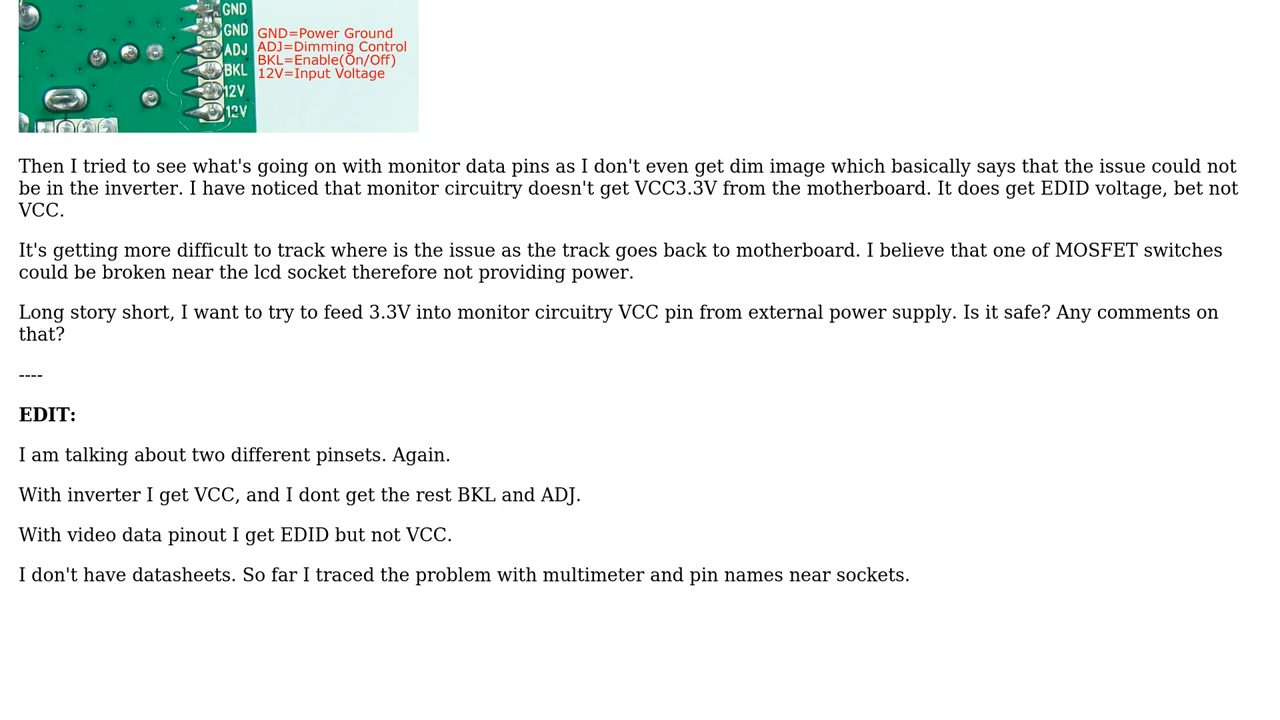 GND
GND
ADJ
BKL
12V
12V
GND=Power Ground
ADJ=Dimming Control
BKL=Enable(On/Off)
12V=Input Voltage
Then I tried to see what's going on with monitor data pins as I don't even get dim image which basically says that the issue could not
be in the inverter. I have noticed that monitor circuitry doesn't get VCC3.3V from the motherboard. It does get EDID voltage, bet not
VCC.
It's getting more difficult to track where is the issue as the track goes back to motherboard. I believe that one of MOSFET switches
could be broken near the lcd socket therefore not providing power.
Long story short, I want to try to feed 3.3V into monitor circuitry VCC pin from external power supply. Is it safe? Any comments on
that?
----
EDIT:
I am talking about two different pinsets. Again.
With inverter I get VCC, and I dont get the rest BKL and ADJ.
With video data pinout I get EDID but not VCC.
I don't have datasheets. So far I traced the problem with multimeter and pin names near sockets.